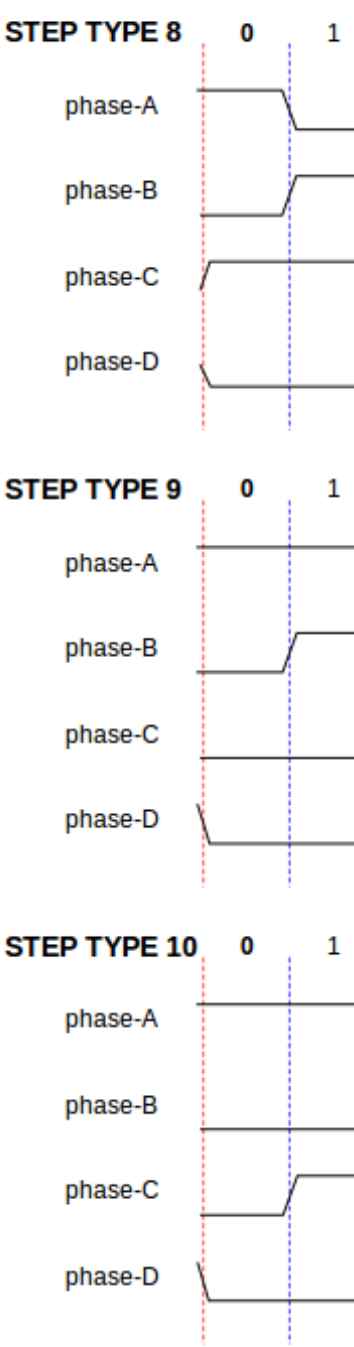 STEP TYPE 8 0 1
phase-A
phase-B
phase-C
phase-D
STEP TYPE 9 0 1
phase-A
phase-B
phase-C
phase-D
STEP TYPE 10 0 1
phase-A
phase-B
phase-C
phase-D